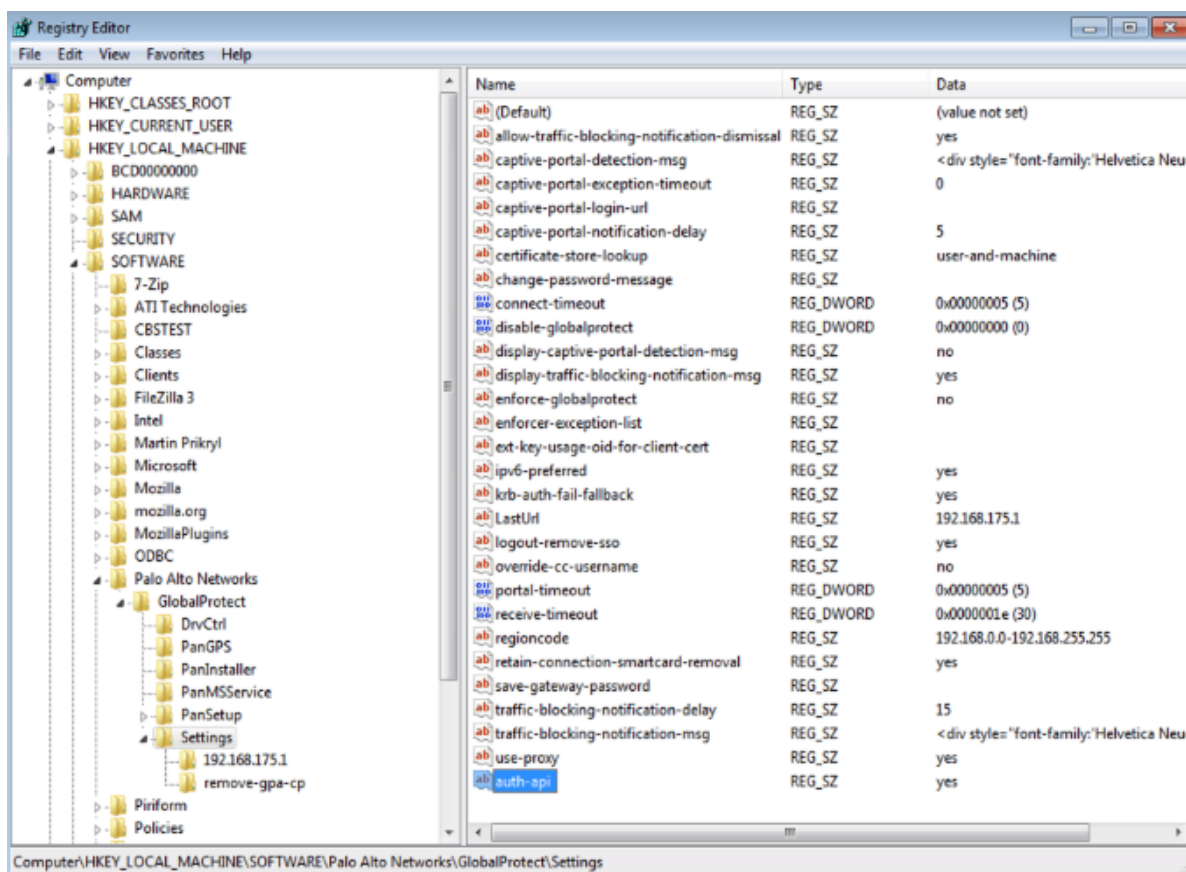 Registry Editor
File Edit View Favorites Help
Computer
HKEY_CLASSES_ROOT
HKEY_CURRENT_USER
HKEY_LOCAL_MACHINE
BCD00000000
HARDWARE
SAM
SECURITY
SOFTWARE
7-Zip
ATI Technologies
CBSTEST
Classes
Clients
FileZilla 3
Intel
Martin Prikryl
Microsoft
Mozilla
mozilla.org
MozillaPlugins
ODBC
Palo Alto Networks
GlobalProtect
DrvCtrl
PanGPS
PanInstaller
PanMSService
PanSetup
Settings
192.168.175.1
remove-gpa-cp
Piriform
Policies
Name Type Data
(Default) REG_SZ (value not set)
allow-traffic-blocking-notification-dismissal REG_SZ yes
captive-portal-detection-msg REG_SZ <div style="font-family:'Helvetica Neu
captive-portal-exception-timeout REG_SZ 0
captive-portal-login-url REG_SZ
captive-portal-notification-delay REG_SZ 5
certificate-store-lookup REG_SZ user-and-machine
change-password-message REG_SZ
connect-timeout REG_DWORD 0x00000005 (5)
disable-globalprotect REG_DWORD 0x00000000 (0)
display-captive-portal-detection-msg REG_SZ no
display-traffic-blocking-notification-msg REG_SZ yes
enforce-globalprotect REG_SZ no
enforcer-exception-list REG_SZ
ext-key-usage-oid-for-client-cert REG_SZ
ipv6-preferred REG_SZ yes
krb-auth-fail-fallback REG_SZ yes
LastUrl REG_SZ 192.168.175.1
logout-remove-sso REG_SZ yes
override-cc-username REG_SZ no
portal-timeout REG_DWORD 0x00000005 (5)
receive-timeout REG_DWORD 0x0000001e (30)
regioncode REG_SZ 192.168.0.0-192.168.255.255
retain-connection-smartcard-removal REG_SZ yes
save-gateway-password REG_SZ
traffic-blocking-notification-delay REG_SZ 15
traffic-blocking-notification-msg REG_SZ <div style="font-family:'Helvetica Neu
use-proxy REG_SZ yes
auth-api REG_SZ yes
Computer\HKEY_LOCAL_MACHINE\SOFTWARE\Palo Alto Networks\GlobalProtect\Settings